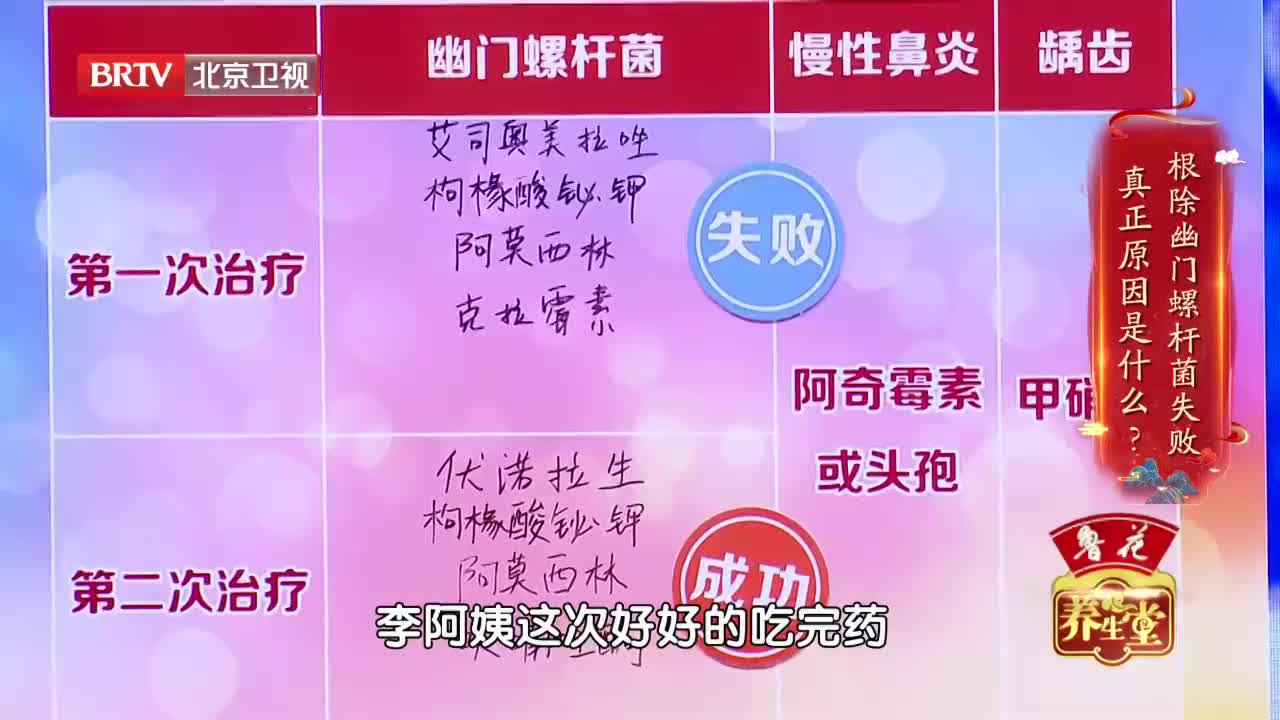 BRTV 北京卫视
幽门螺杆菌
慢性鼻炎
龋齿
第一次治疗
艾司奥美拉唑
枸橼酸铋钾
阿莫西林
克拉霉素
失败
阿奇霉素
或头孢
甲硝
第二次治疗
伏诺拉生
枸橼酸铋钾
阿莫西林
成功
李阿姨这次好好的吃完药
根除幽门螺杆菌失败
真正原因是什么?
鲁花
养生堂